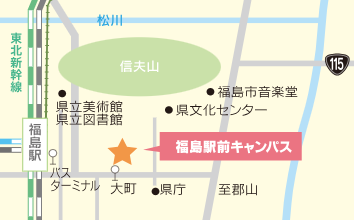 松川
東北新幹線
信夫山
115
福島市音楽堂
県立美術館
県立図書館
県文化センター
福島駅
福島駅前キャンパス
バス
ターミナル
大町
県庁
至郡山